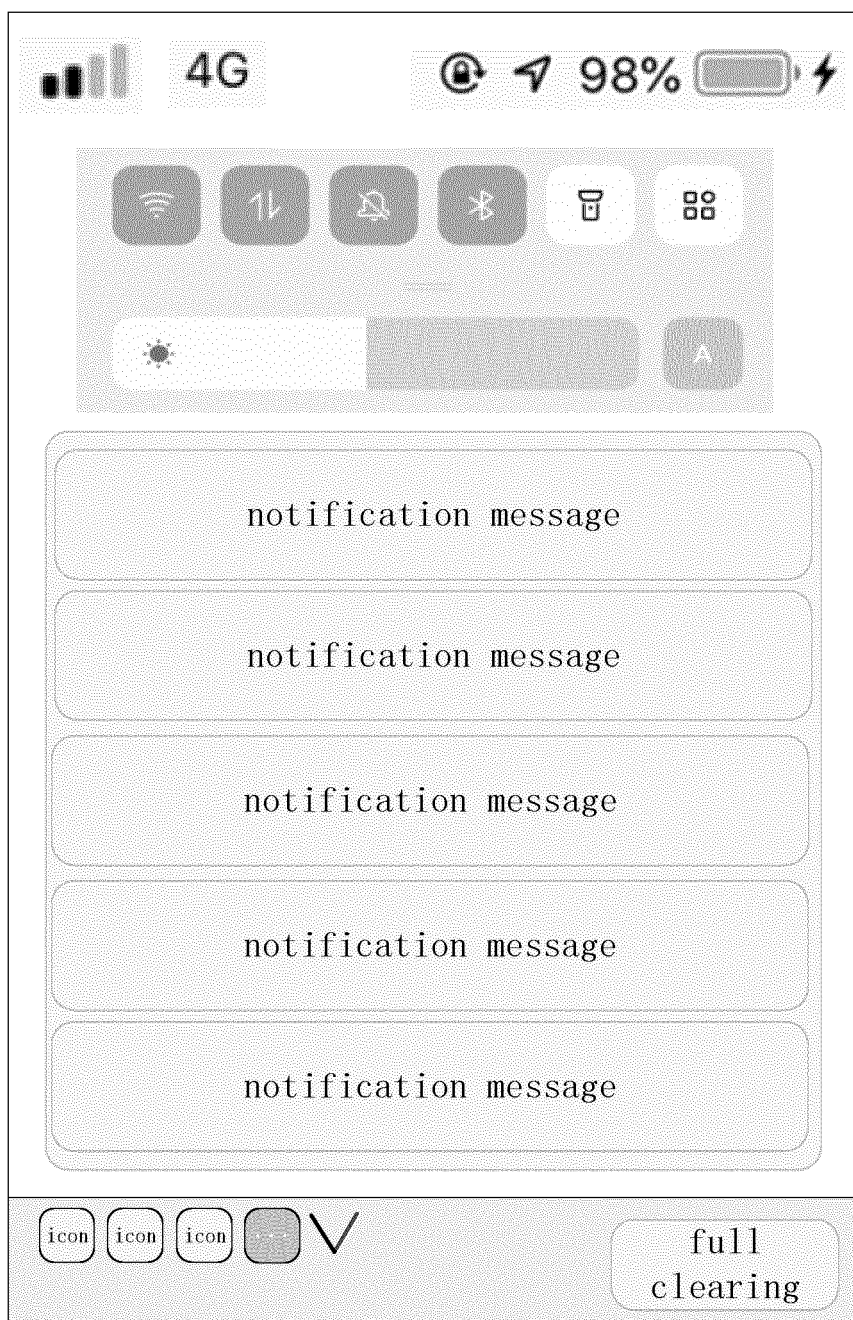 4G 98%
A
notification message
notification message
notification message
notification message
notification message
icon icon icon ...
full
clearing